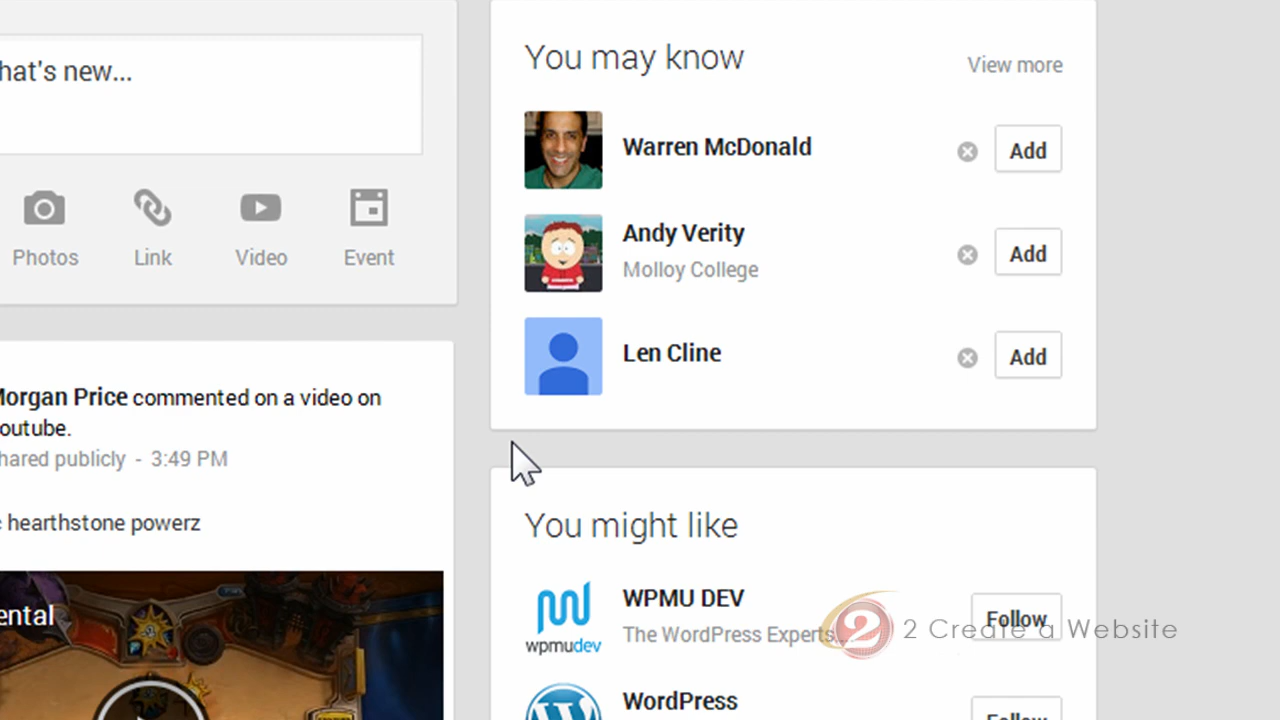 hat's new...
Photos
Link
Video
Event
Morgan Price commented on a video on
outube.
hared publicly - 3:49 PM
hearthstone powerz
ental
You may know
View more
Warren McDonald
Add
Andy Verity
Molloy College
Add
Len Cline
Add
You might like
WPMU DEV
The WordPress Experts...
wpmudev
Follow
2 2 Create a Website
WordPress
Follow